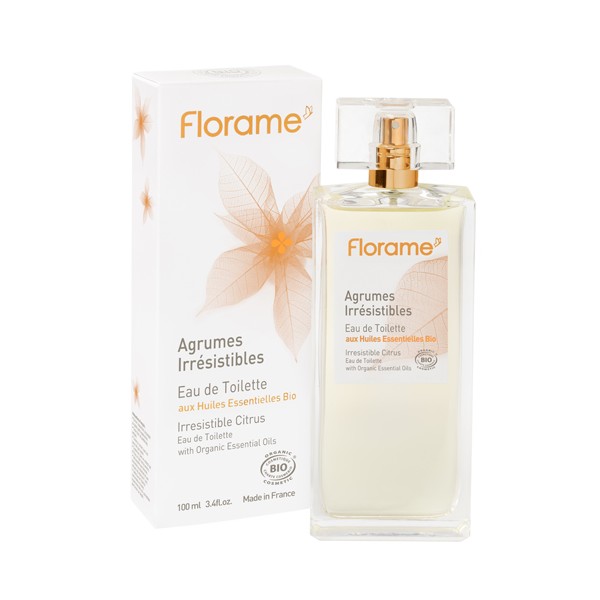 Florame
Agrumes
Irrésistibles
Eau de Toilette
aux Huiles Essentielles Bio
Irresistible Citrus
Eau de Toilette
with Organic Essential Oils
ORGANIC
BIO
COSMETIC
100 ml 3.4fl.oz. Made in France
Florame
Agrumes
Irrésistibles
Eau de Toilette
aux Huiles Essentielles Bio
Irresistible Citrus
Eau de Toilette
with Organic Essential Oils
BIO